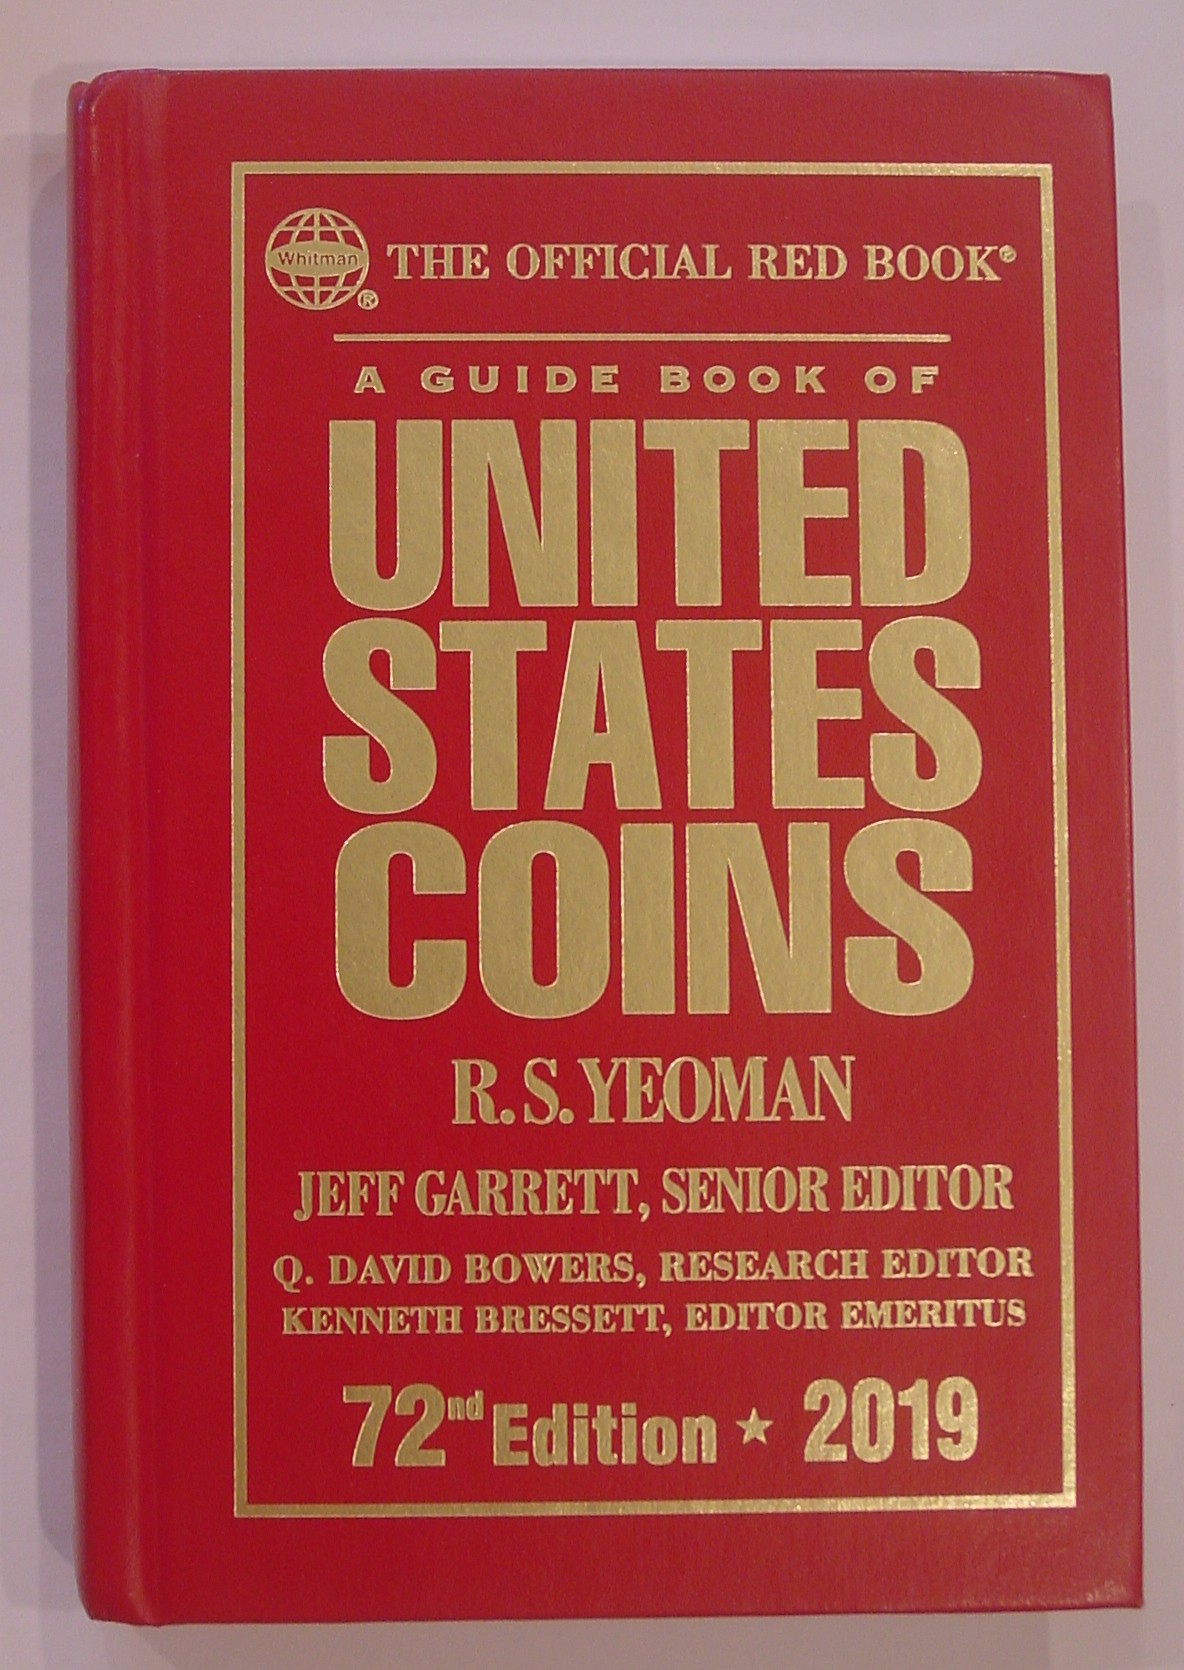 Whitman ® THE OFFICIAL RED BOOK®
A GUIDE BOOK OF
UNITED
STATES
COINS
R. S. YEOMAN
JEFF GARRETT, SENIOR EDITOR
Q. DAVID BOWERS, RESEARCH EDITOR
KENNETH BRESSETT, EDITOR EMERITUS
72nd Edition ★ 2019